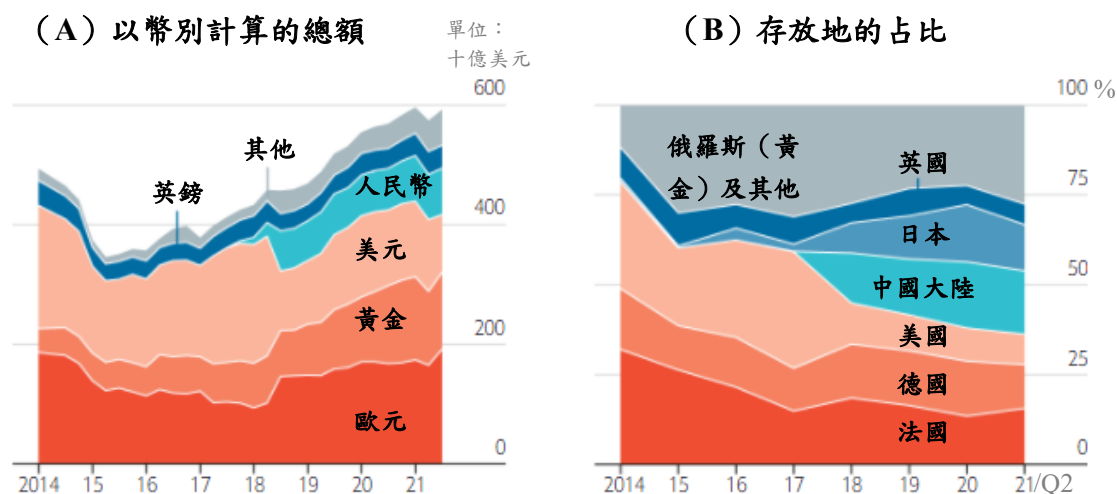 （A）以幣別計算的總額
單位：
十億美元
600
400
200
0
其他
英鎊
人民幣
美元
黃金
歐元
2014 15 16 17 18 19 20 21
（B）存放地的占比
100 %
75
50
25
0
俄羅斯（黃
金）及其他
英國
日本
中國大陸
美國
德國
法國
2014 15 16 17 18 19 20 21/Q2